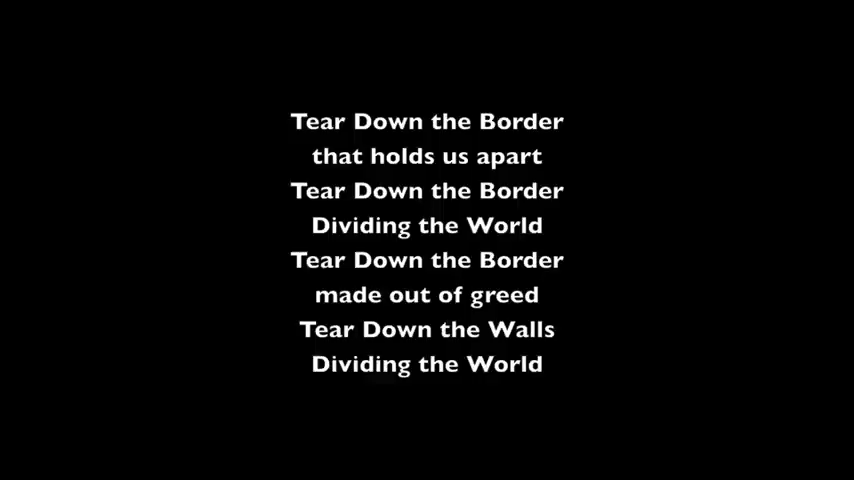 Tear Down the Border
that holds us apart
Tear Down the Border
Dividing the World
Tear Down the Border
made out of greed
Tear Down the Walls
Dividing the World